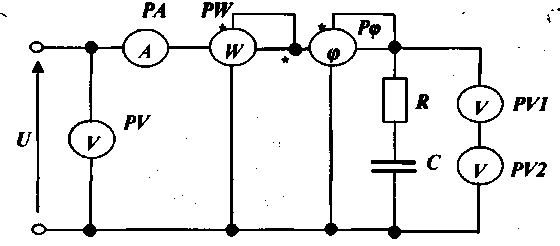 PA PW
* * Pφ
A W φ
*
R V PV1
U V PV
C V PV2